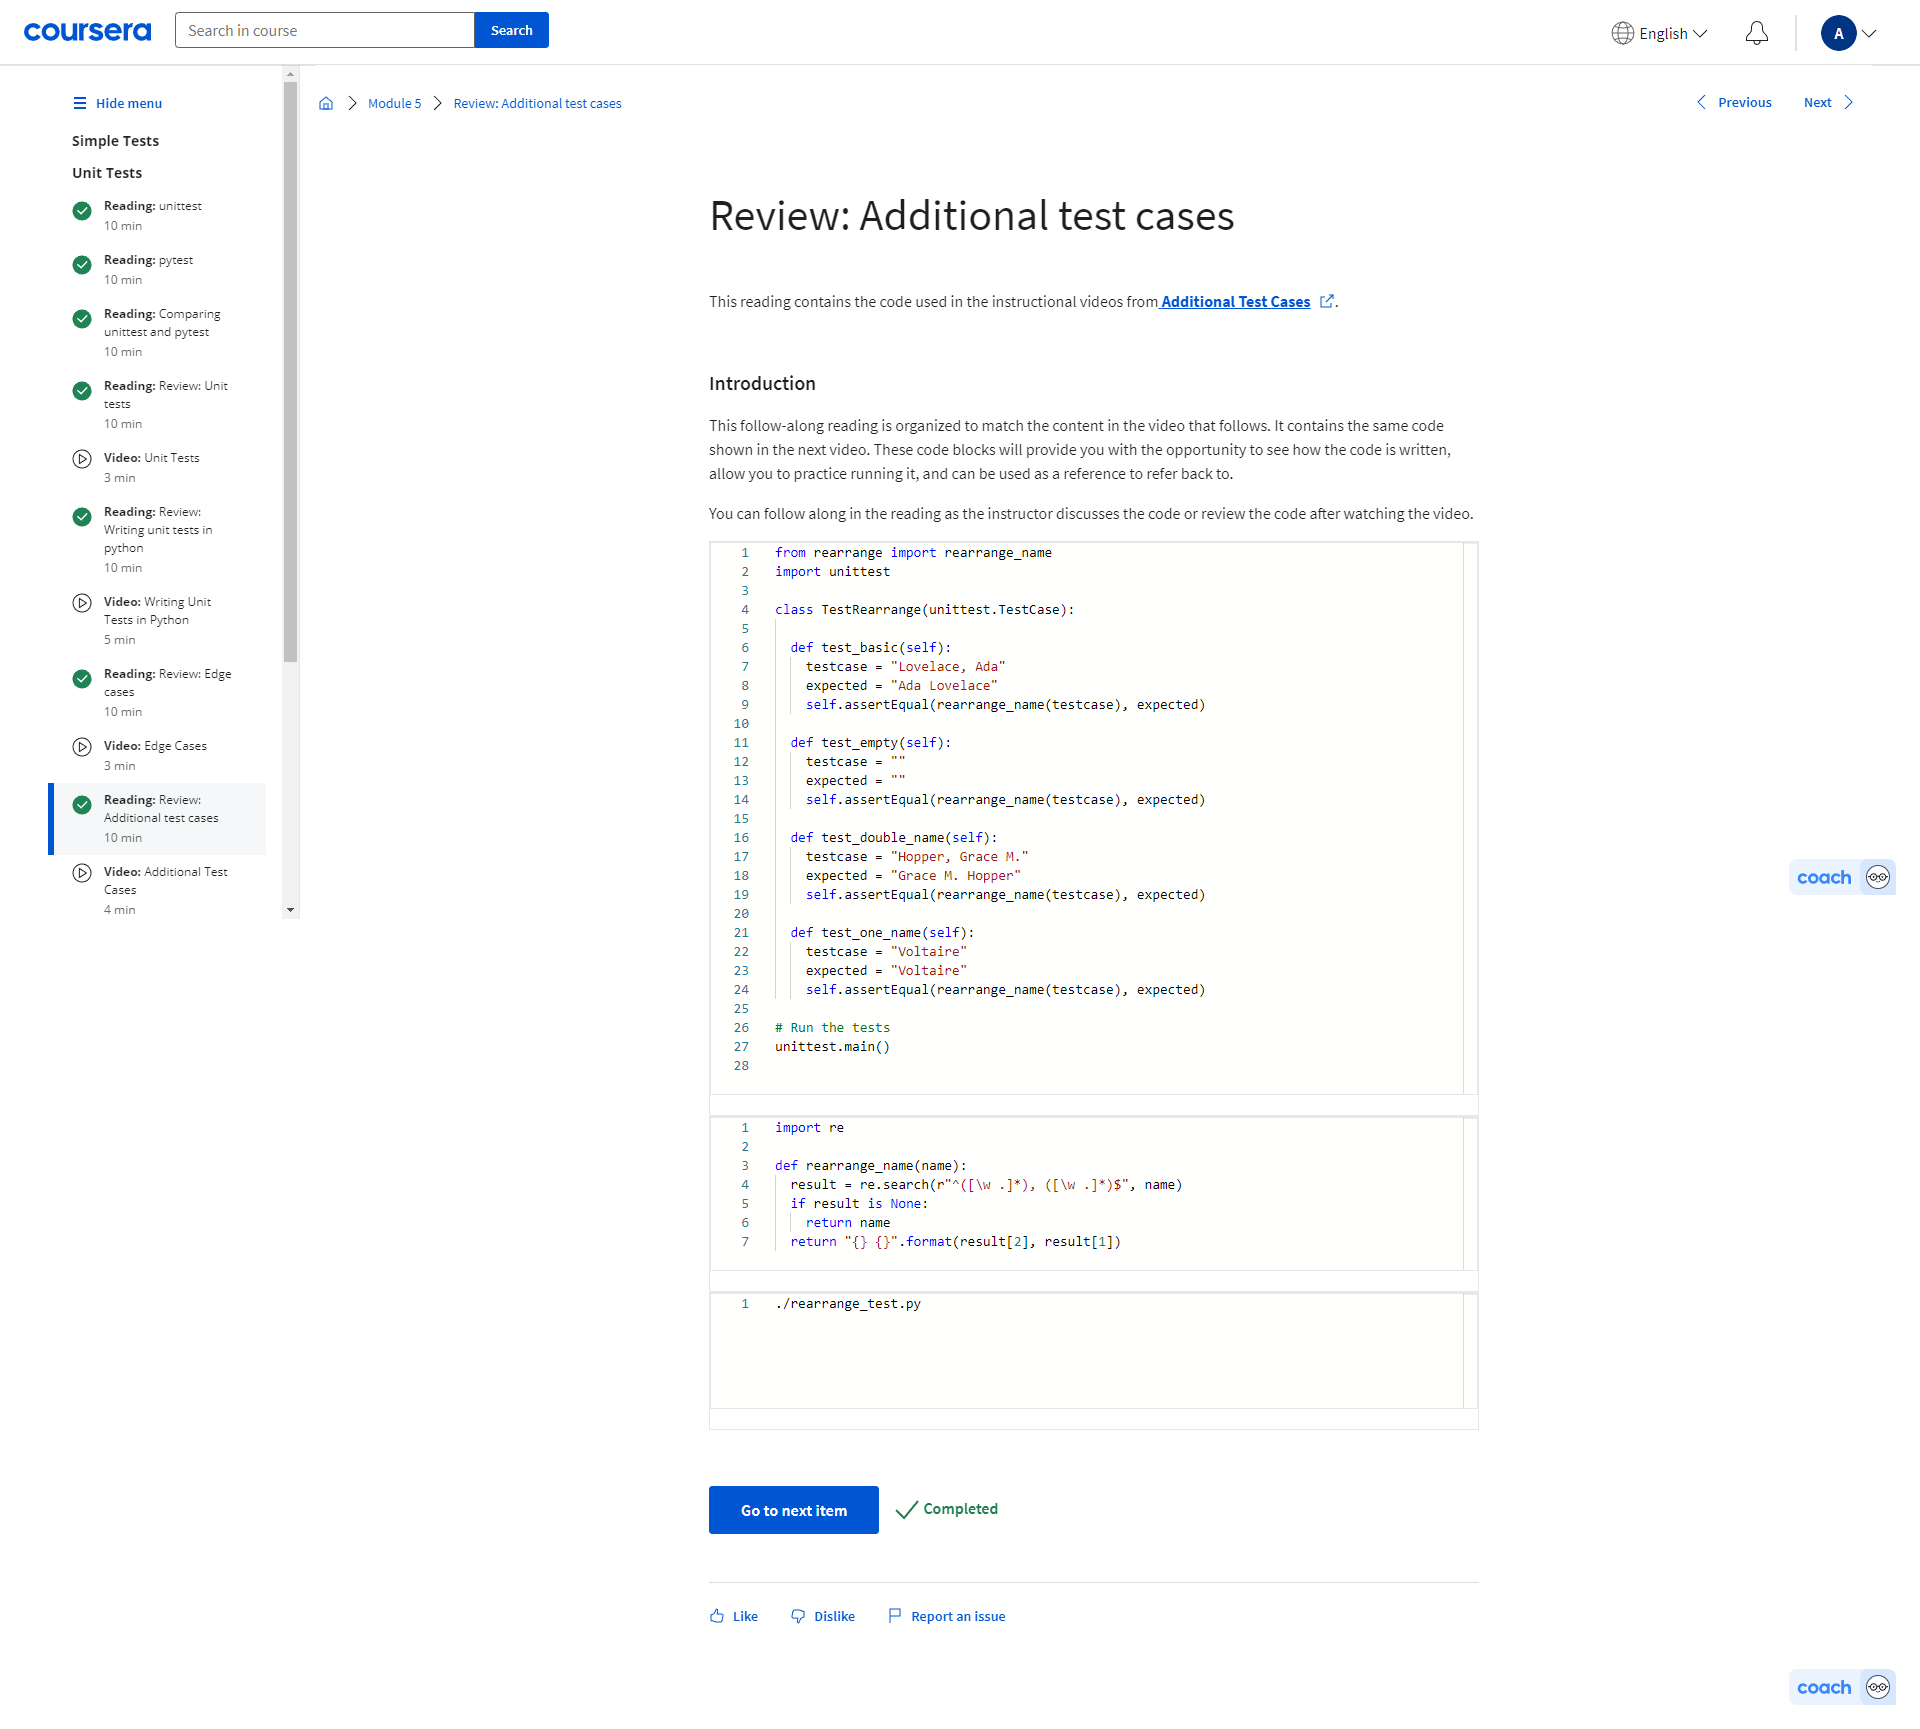 coursera
Search in course
Search
English
A
Hide menu
Simple Tests
Unit Tests
Reading: unittest
10 min
Reading: pytest
10 min
Reading: Comparing
unittest and pytest
10 min
Reading: Review: Unit
tests
10 min
Video: Unit Tests
3 min
Reading: Review:
Writing unit tests in
python
10 min
Video: Writing Unit
Tests in Python
5 min
Reading: Review: Edge
cases
10 min
Video: Edge Cases
3 min
Reading: Review:
Additional test cases
10 min
Video: Additional Test
Cases
4 min
Module 5
Review: Additional test cases
Previous
Next
Review: Additional test cases
This reading contains the code used in the instructional videos from Additional Test Cases.
Introduction
This follow-along reading is organized to match the content in the video that follows. It contains the same code
shown in the next video. These code blocks will provide you with the opportunity to see how the code is written,
allow you to practice running it, and can be used as a reference to refer back to.
You can follow along in the reading as the instructor discusses the code or review the code after watching the video.
1 from rearrange import rearrange_name
2 import unittest
3
4 class TestRearrange(unittest.TestCase):
5
6   def test_basic(self):
7     testcase = "Lovelace, Ada"
8     expected = "Ada Lovelace"
9     self.assertEqual(rearrange_name(testcase), expected)
10
11   def test_empty(self):
12     testcase = ""
13     expected = ""
14     self.assertEqual(rearrange_name(testcase), expected)
15
16   def test_double_name(self):
17     testcase = "Hopper, Grace M."
18     expected = "Grace M. Hopper"
19     self.assertEqual(rearrange_name(testcase), expected)
20
21   def test_one_name(self):
22     testcase = "Voltaire"
23     expected = "Voltaire"
24     self.assertEqual(rearrange_name(testcase), expected)
25
26 # Run the tests
27 unittest.main()
28
1 import re
2
3 def rearrange_name(name):
4   result = re.search(r"^([\w .]*), ([\w .]*)$", name)
5   if result is None:
6     return name
7   return "{} {}".format(result[2], result[1])
1 ./rearrange_test.py
Go to next item
Completed
Like
Dislike
Report an issue
coach
coach